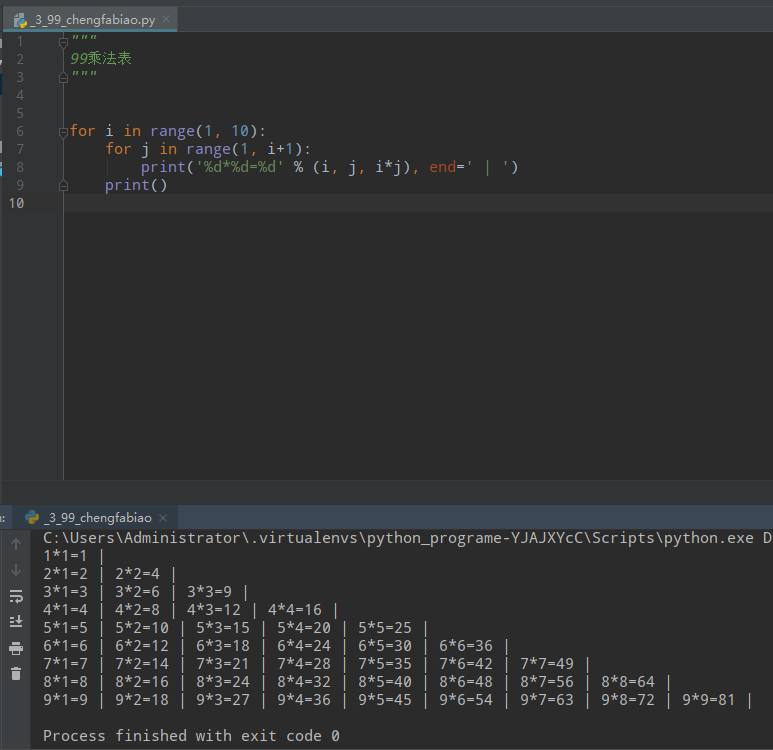 _3_99_chengfabiao.py
1 """
2 99乘法表
3 """
4
5
6 for i in range(1, 10):
7     for j in range(1, i+1):
8         print('%d*%d=%d' % (i, j, i*j), end=' | ')
9     print()
10
_3_99_chengfabiao
C:\Users\Administrator\.virtualenvs\python_programe-YJAJXYcC\Scripts\python.exe D
1*1=1 |
2*1=2 | 2*2=4 |
3*1=3 | 3*2=6 | 3*3=9 |
4*1=4 | 4*2=8 | 4*3=12 | 4*4=16 |
5*1=5 | 5*2=10 | 5*3=15 | 5*4=20 | 5*5=25 |
6*1=6 | 6*2=12 | 6*3=18 | 6*4=24 | 6*5=30 | 6*6=36 |
7*1=7 | 7*2=14 | 7*3=21 | 7*4=28 | 7*5=35 | 7*6=42 | 7*7=49 |
8*1=8 | 8*2=16 | 8*3=24 | 8*4=32 | 8*5=40 | 8*6=48 | 8*7=56 | 8*8=64 |
9*1=9 | 9*2=18 | 9*3=27 | 9*4=36 | 9*5=45 | 9*6=54 | 9*7=63 | 9*8=72 | 9*9=81 |
Process finished with exit code 0